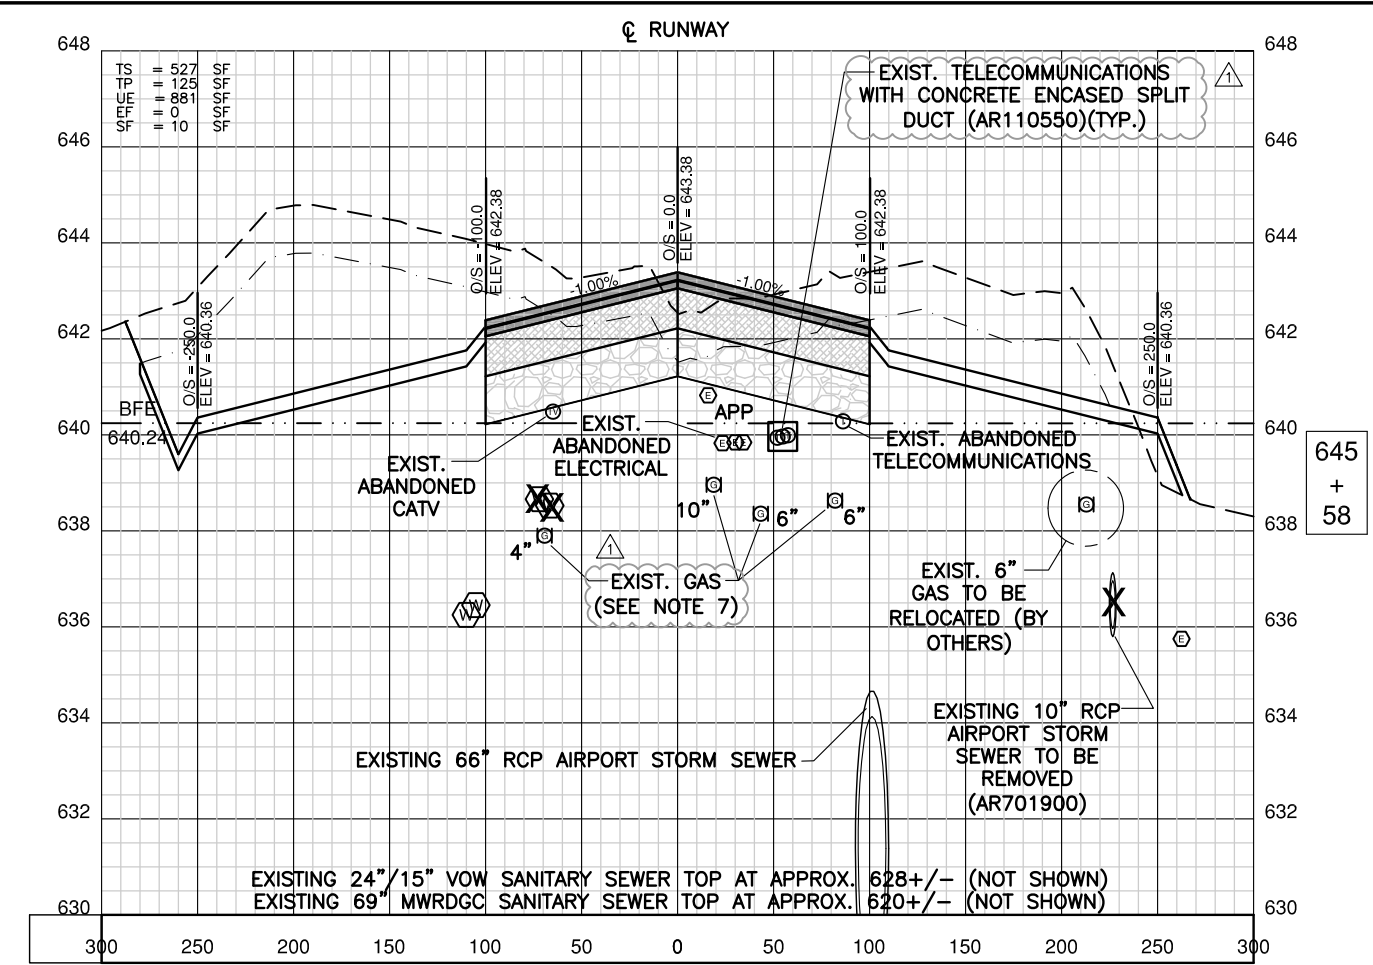 ℄ RUNWAY
648
648
TS = 527 SF
TP = 125 SF
UE = 881 SF
EF = 0 SF
SF = 10 SF
EXIST. TELECOMMUNICATIONS
WITH CONCRETE ENCASED SPLIT
DUCT (AR110550)(TYP.)
1
646
646
O/S = -100.0
ELEV = 642.38
O/S = 0.0
ELEV = 643.38
O/S = 100.0
ELEV = 642.38
644
644
-1.00%
-1.00%
O/S = -250.0
ELEV = 640.36
O/S = 250.0
ELEV = 640.36
642
642
BFE
640.24
E
APP
TV
EXIST.
ABANDONED
ELECTRICAL
E
E
E
640
640
EXIST. ABANDONED
TELECOMMUNICATIONS
EXIST.
ABANDONED
CATV
645
+
58
G
10"
G
6"
G
6"
G
638
638
G
4"
1
EXIST. GAS
(SEE NOTE 7)
W
W
EXIST. 6"
GAS TO BE
RELOCATED (BY
OTHERS)
636
636
E
634
634
EXISTING 66" RCP AIRPORT STORM SEWER
EXISTING 10" RCP
AIRPORT STORM
SEWER TO BE
REMOVED
(AR701900)
632
632
EXISTING 24"/15" VOW SANITARY SEWER TOP AT APPROX. 628+/- (NOT SHOWN)
EXISTING 69" MWRDGC SANITARY SEWER TOP AT APPROX. 620+/- (NOT SHOWN)
630
630
300 250 200 150 100 50 0 50 100 150 200 250 300